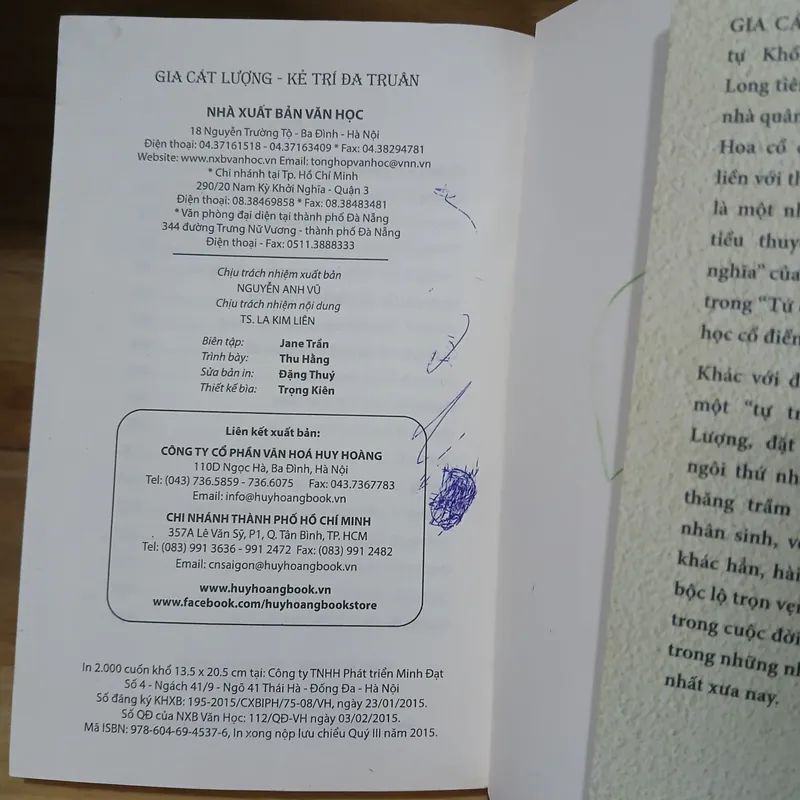 GIA CÁT LƯỢNG - KẺ TRÍ ĐA TRUÂN
NHÀ XUẤT BẢN VĂN HỌC
18 Nguyễn Trường Tộ - Ba Đình - Hà Nội
Điện thoại: 04.37161518 - 04.37163409 * Fax: 04.38294781
Website: www.nxbvanhoc.vn Email: tonghopvanhoc@vnn.vn
* Chi nhánh tại Tp. Hồ Chí Minh
290/20 Nam Kỳ Khởi Nghĩa - Quận 3
Điện thoại: 08.38469858 * Fax: 08.38483481
* Văn phòng đại diện tại thành phố Đà Nẵng
344 đường Trưng Nữ Vương - thành phố Đà Nẵng
Điện thoại - Fax: 0511.3888333
Chịu trách nhiệm xuất bản
NGUYỄN ANH VŨ
Chịu trách nhiệm nội dung
TS. LA KIM LIÊN
Biên tập: Jane Trần
Trình bày: Thu Hằng
Sửa bản in: Đặng Thuý
Thiết kế bìa: Trọng Kiên
Liên kết xuất bản:
CÔNG TY CỔ PHẦN VĂN HOÁ HUY HOÀNG
110D Ngọc Hà, Ba Đình, Hà Nội
Tel: (043) 736.5859 - 736.6075 Fax: 043.7367783
Email: info@huyhoangbook.vn
CHI NHÁNH THÀNH PHỐ HỒ CHÍ MINH
357A Lê Văn Sỹ, P1, Q. Tân Bình, TP. HCM
Tel: (083) 991 3636 - 991 2472 Fax: (083) 991 2482
Email: cnsaigon@huyhoangbook.vn
www.huyhoangbook.vn
www.facebook.com/huyhoangbookstore
In 2.000 cuốn khổ 13.5 x 20.5 cm tại: Công ty TNHH Phát triển Minh Đạt
Số 4 - Ngách 41/9 - Ngõ 41 Thái Hà - Đống Đa - Hà Nội
Số đăng ký KHXB: 195-2015/CXBIPH/75-08/VH, ngày 23/01/2015.
Số QĐ của NXB Văn Học: 112/QĐ-VH ngày 03/02/2015.
Mã ISBN: 978-604-69-4537-6, In xong nộp lưu chiểu Quý III năm 2015.
GIA CÁ
tự Khổ
Long tiên
nhà quân
Hoa cổ
liền với th
là một nh
tiểu thuy
nghĩa” của
trong “Tứ
học cổ điển
Khác với đ
một “tự tr
Lượng, đặt
ngôi thứ nh
thăng trầm
nhân sinh, v
khác hẳn, hài
bộc lộ trọn vẹ
trong cuộc đời
trong những nh
nhất xưa nay.